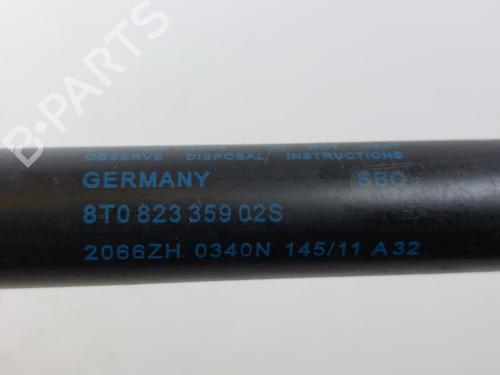 OBSERVE DISPOSAL INSTRUCTIONS
GERMANY
8T0 823 359 02S
2066ZH 0340N 145/11 A32
B-PARTS